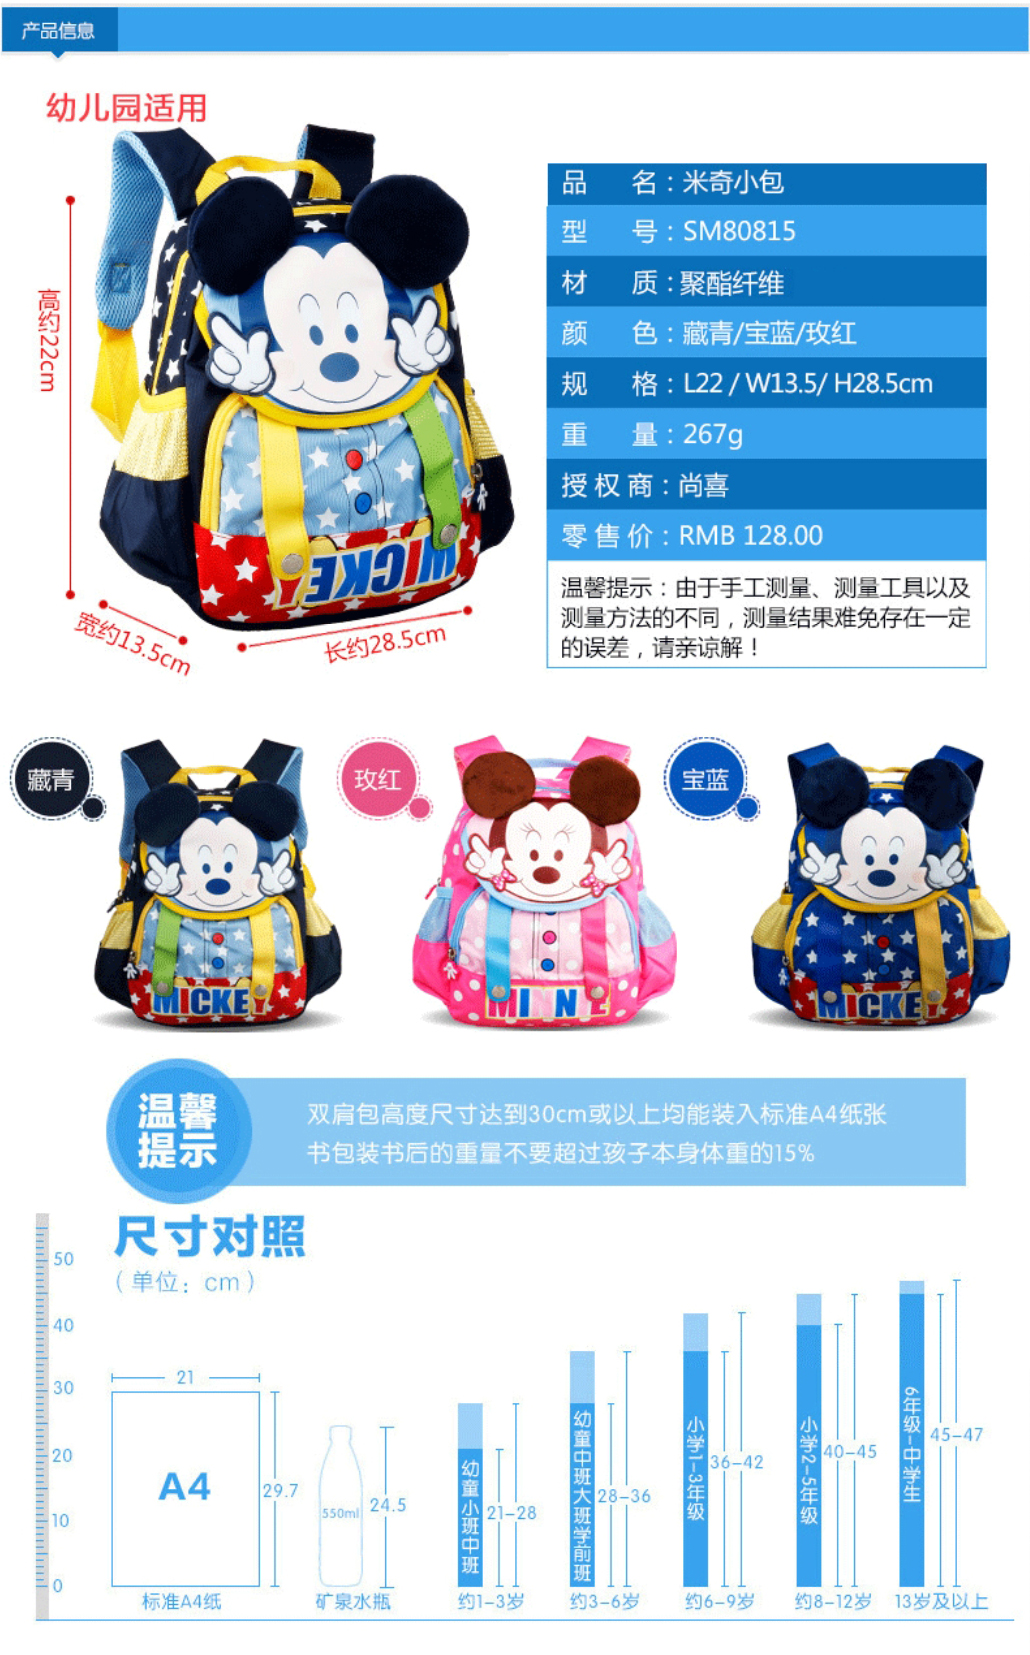 产品信息
幼儿园适用
高约22cm
宽约13.5cm
长约28.5cm
MICKEY
品 名：米奇小包
型 号：SM80815
材 质：聚酯纤维
颜 色：藏青/宝蓝/玫红
规 格：L22 / W13.5/ H28.5cm
重 量：267g
授 权 商：尚喜
零 售 价：RMB 128.00
温馨提示：由于手工测量、测量工具以及
测量方法的不同，测量结果难免存在一定
的误差，请亲谅解！
藏青
玫红
宝蓝
MICKEY
MINNIE
MICKEY
温馨
提示
双肩包高度尺寸达到30cm或以上均能装入标准A4纸张
书包装书后的重量不要超过孩子本身体重的15%
尺寸对照
（单位：cm）
50
40
30
20
10
0
21
A4
29.7
标准A4纸
550ml
24.5
矿泉水瓶
幼童小班中班
21-28
约1-3岁
幼童中班大班学前班
28-36
约3-6岁
小学1-3年级
36-42
约6-9岁
小学2-5年级
40-45
约8-12岁
6年级-中学生
45-47
13岁及以上